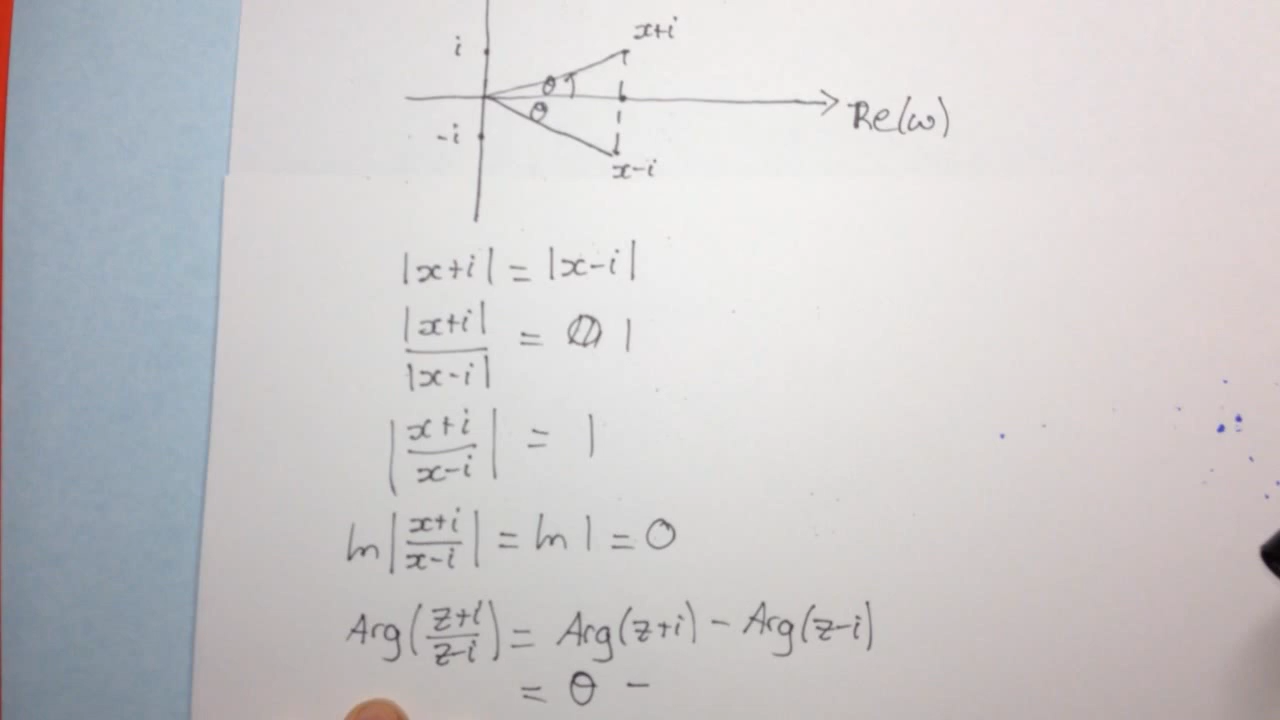 x+i
i
θ
Re(ω)
θ
-i
x-i
|x+i| = |x-i|
|x+i| / |x-i| = 1
|x+i / x-i| = 1
ln|x+i / x-i| = ln 1 = 0
Arg(z+i / z-i) = Arg(z+i) - Arg(z-i)
= θ -